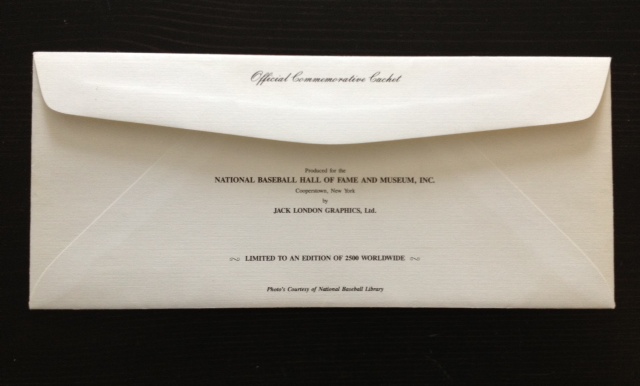 Official Commemorative Cachet
Produced for the
NATIONAL BASEBALL HALL OF FAME AND MUSEUM, INC.
Cooperstown, New York
by
JACK LONDON GRAPHICS, Ltd.
LIMITED TO AN EDITION OF 2500 WORLDWIDE
Photo's Courtesy of National Baseball Library